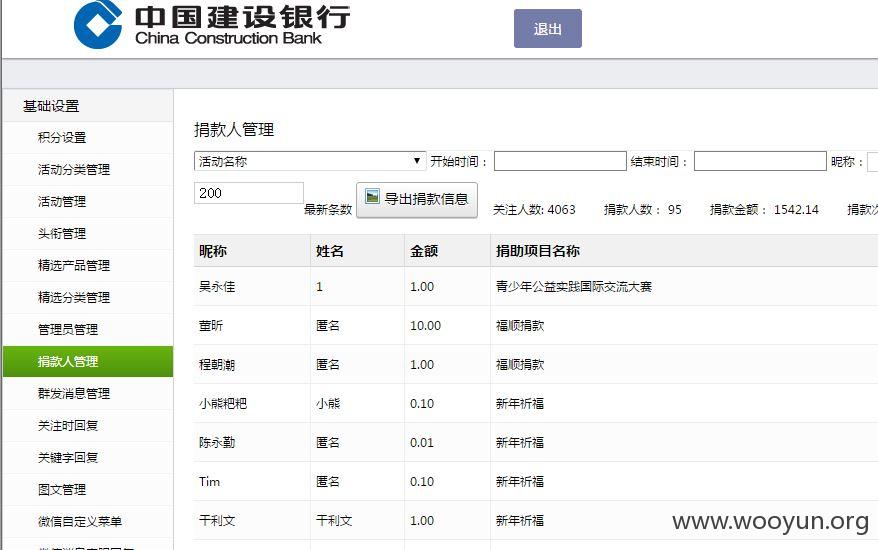 中国建设银行
China Construction Bank
退出
基础设置
积分设置
活动分类管理
活动管理
头衔管理
精选产品管理
精选分类管理
管理员管理
捐款人管理
群发消息管理
关注时回复
关键字回复
图文管理
微信自定义菜单
捐款人管理
活动名称 开始时间： 结束时间： 昵称：
200 最新条数 导出捐款信息 关注人数: 4063 捐款人数： 95 捐款金额： 1542.14 捐款次
昵称 姓名 金额 捐助项目名称
吴永佳 1 1.00 青少年公益实践国际交流大赛
董昕 匿名 10.00 福顺捐款
程朝潮 匿名 1.00 福顺捐款
小熊粑粑 小熊 0.10 新年祈福
陈永勤 匿名 0.01 新年祈福
Tim 匿名 0.10 新年祈福
干利文 干利文 1.00 新年祈福
www.wooyun.org